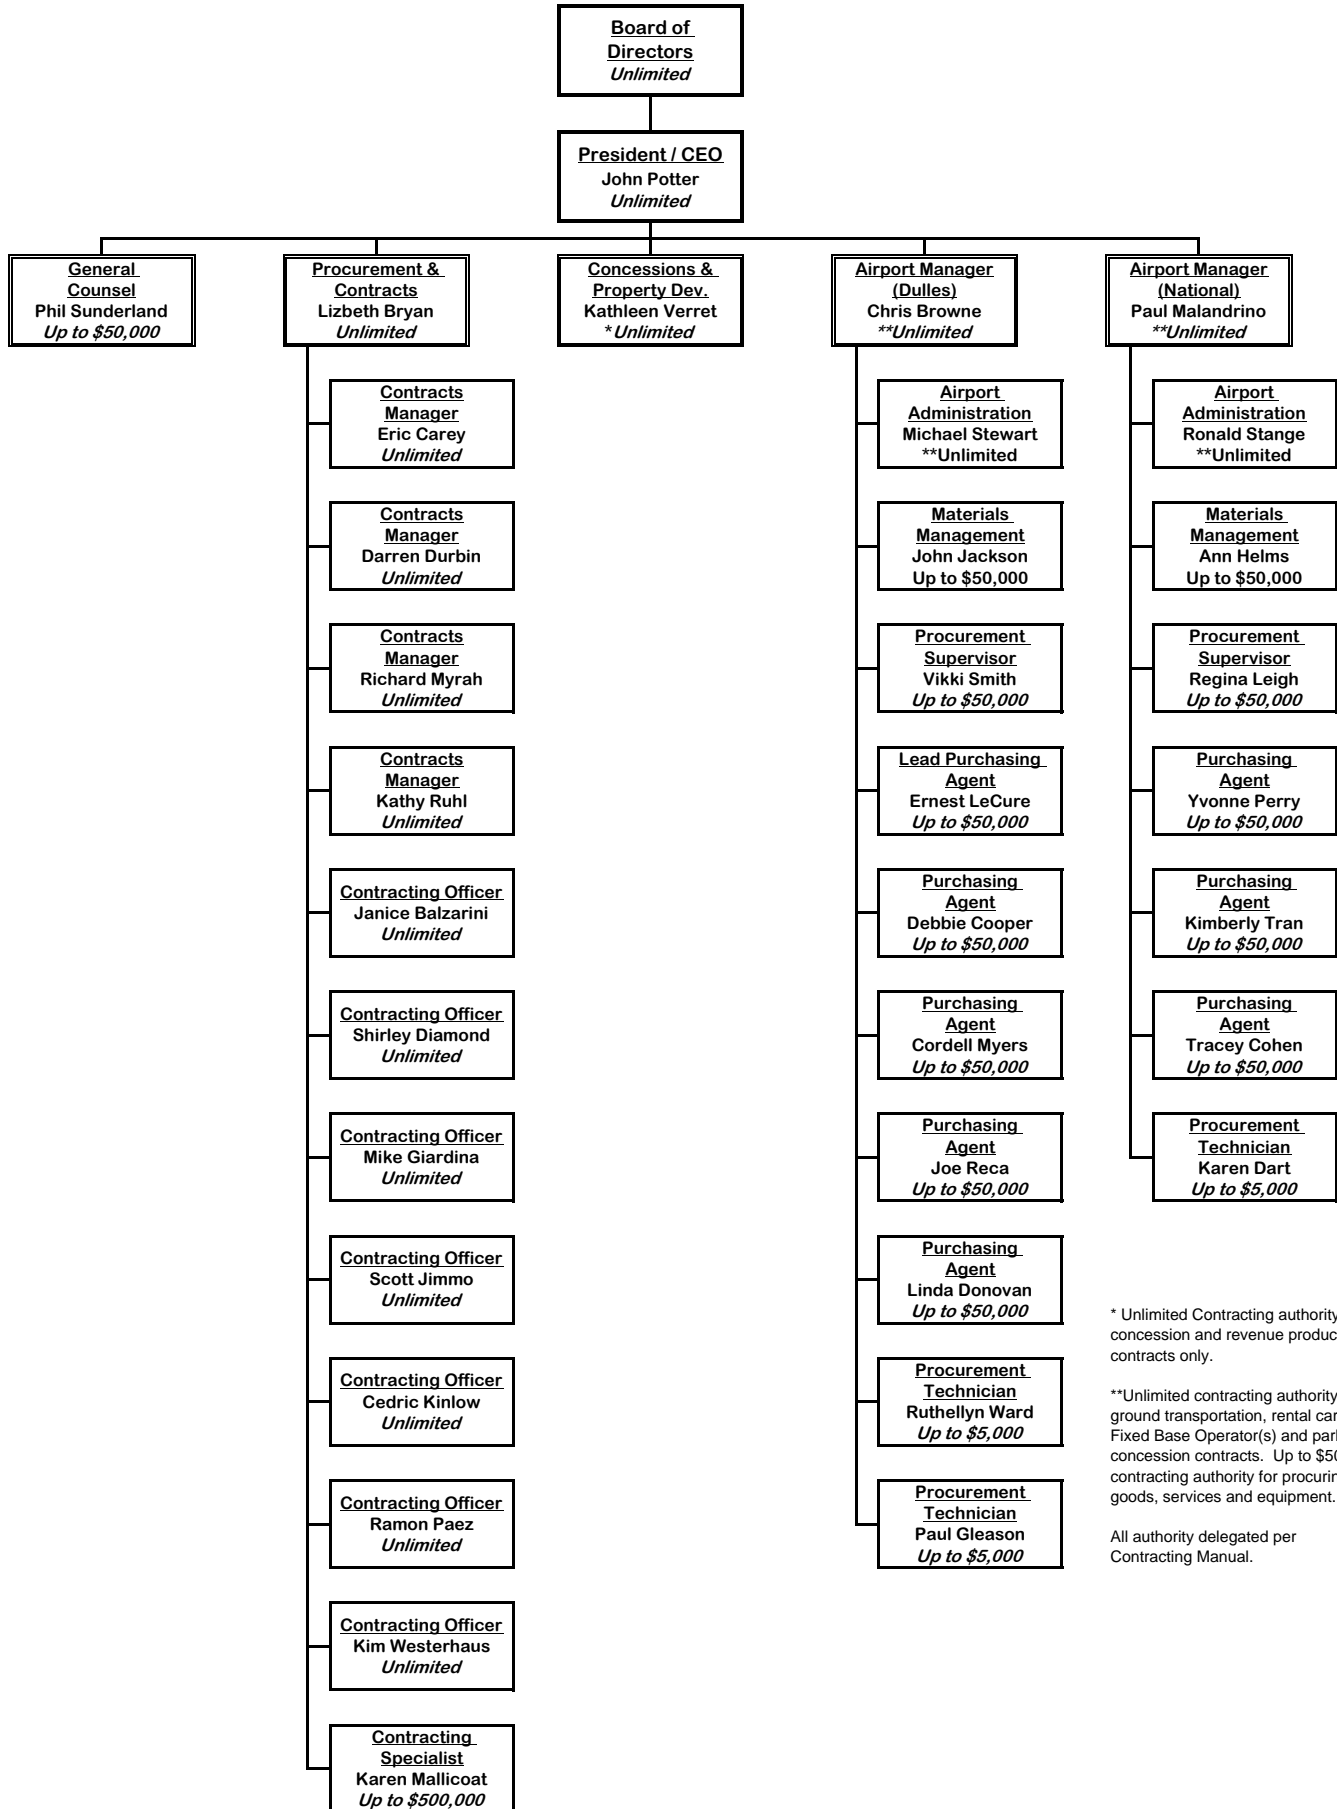 Board of
Directors
Unlimited
President / CEO
John Potter
Unlimited
General
Counsel
Phil Sunderland
Up to $50,000
Procurement &
Contracts
Lizbeth Bryan
Unlimited
Concessions &
Property Dev.
Kathleen Verret
*Unlimited
Airport Manager
(Dulles)
Chris Browne
**Unlimited
Airport Manager
(National)
Paul Malandrino
**Unlimited
Contracts
Manager
Eric Carey
Unlimited
Contracts
Manager
Darren Durbin
Unlimited
Contracts
Manager
Richard Myrah
Unlimited
Contracts
Manager
Kathy Ruhl
Unlimited
Contracting Officer
Janice Balzarini
Unlimited
Contracting Officer
Shirley Diamond
Unlimited
Contracting Officer
Mike Giardina
Unlimited
Contracting Officer
Scott Jimmo
Unlimited
Contracting Officer
Cedric Kinlow
Unlimited
Contracting Officer
Ramon Paez
Unlimited
Contracting Officer
Kim Westerhaus
Unlimited
Contracting
Specialist
Karen Mallicoat
Up to $500,000
Airport
Administration
Michael Stewart
**Unlimited
Materials
Management
John Jackson
Up to $50,000
Procurement
Supervisor
Vikki Smith
Up to $50,000
Lead Purchasing
Agent
Ernest LeCure
Up to $50,000
Purchasing
Agent
Debbie Cooper
Up to $50,000
Purchasing
Agent
Cordell Myers
Up to $50,000
Purchasing
Agent
Joe Reca
Up to $50,000
Purchasing
Agent
Linda Donovan
Up to $50,000
Procurement
Technician
Ruthellyn Ward
Up to $5,000
Procurement
Technician
Paul Gleason
Up to $5,000
Airport
Administration
Ronald Stange
**Unlimited
Materials
Management
Ann Helms
Up to $50,000
Procurement
Supervisor
Regina Leigh
Up to $50,000
Purchasing
Agent
Yvonne Perry
Up to $50,000
Purchasing
Agent
Kimberly Tran
Up to $50,000
Purchasing
Agent
Tracey Cohen
Up to $50,000
Procurement
Technician
Karen Dart
Up to $5,000
* Unlimited Contracting authority
concession and revenue
contracts only.
**Unlimited contracting authority
ground transportation, rental
Fixed Base Operator(s) and
concession contracts. Up to
contracting authority for
goods, services and equipment.
All authority delegated per
Contracting Manual.